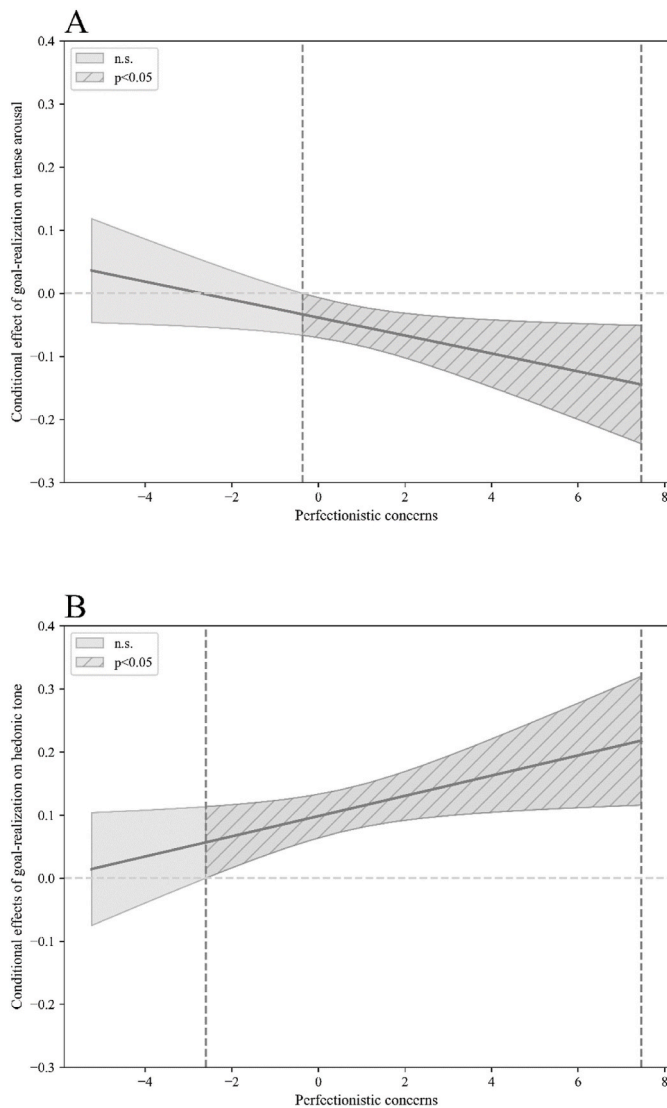 A
0.4
n.s.
p<0.05
0.3
0.2
0.1
0.0
−0.1
−0.2
−0.3
Conditional effect of goal-realization on tense arousal
−4 −2 0 2 4 6 8
Perfectionistic concerns
B
0.4
n.s.
p<0.05
0.3
0.2
0.1
0.0
−0.1
−0.2
−0.3
Conditional effects of goal-realization on hedonic tone
−4 −2 0 2 4 6 8
Perfectionistic concerns